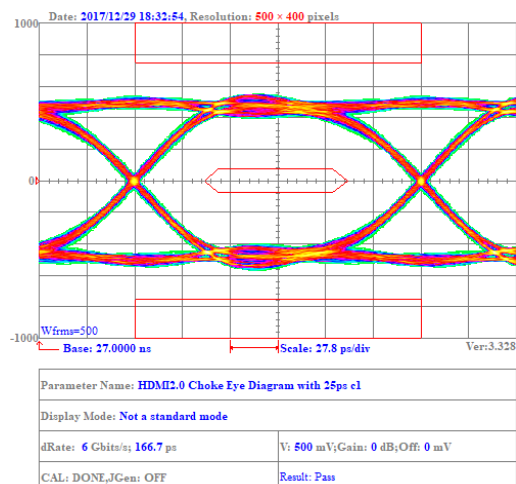 Date: 2017/12/29 18:32:54, Resolution: 500 × 400 pixels
1000
0
Wfrms=500
-1000
Base: 27.0000 ns
Scale: 27.8 ps/div
Ver:3.328
Parameter Name: HDMI2.0 Choke Eye Diagram with 25ps c1
Display Mode: Not a standard mode
dRate: 6 Gbits/s; 166.7 ps
V: 500 mV;Gain: 0 dB;Off: 0 mV
CAL: DONE,JGen: OFF
Result: Pass